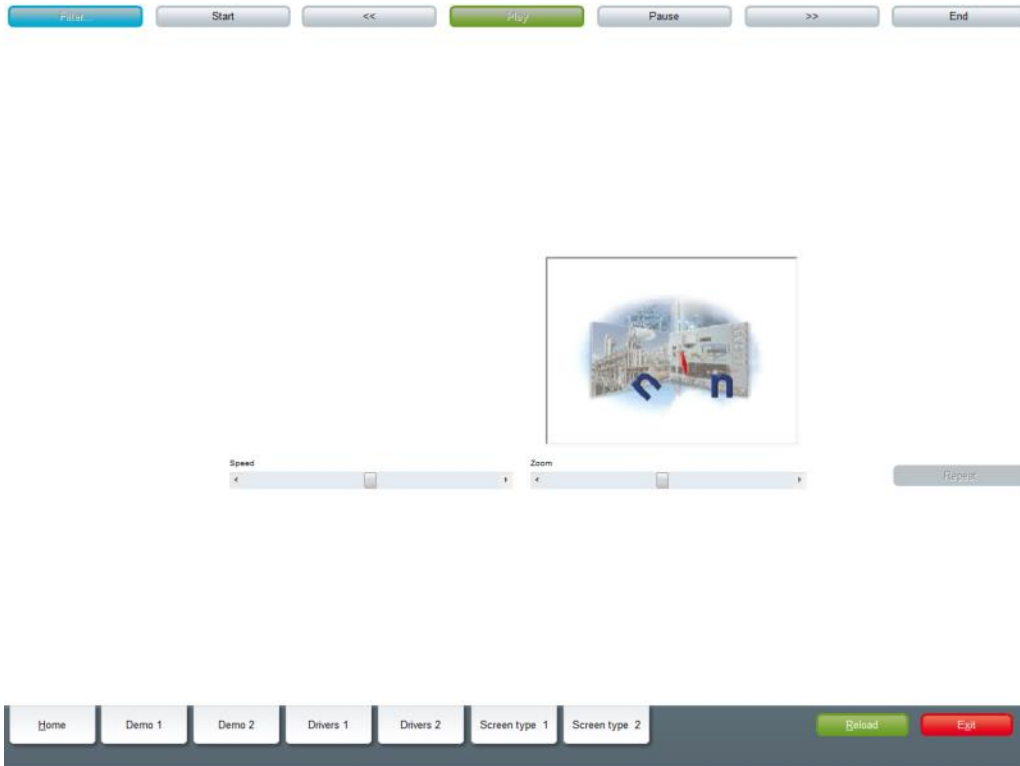 Filter...
Start
<<
Play
Pause
>>
End
n n
Speed
Zoom
Repeat
Home
Demo 1
Demo 2
Drivers 1
Drivers 2
Screen type 1
Screen type 2
Reload
Exit